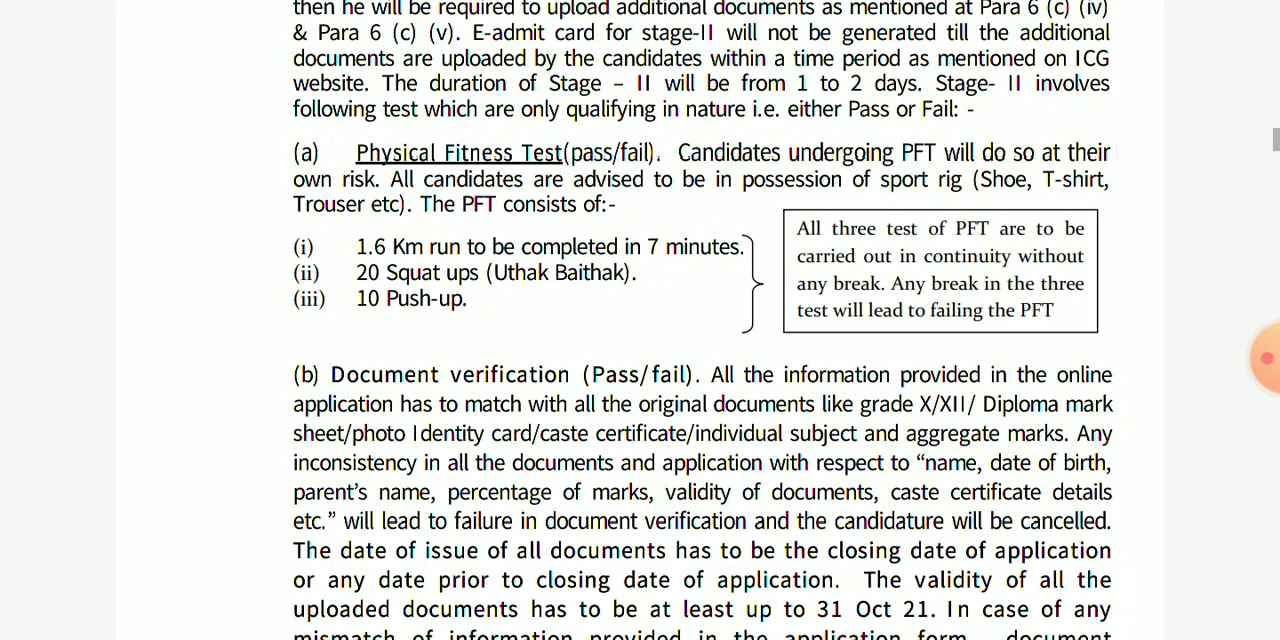 then he will be required to upload additional documents as mentioned at Para 6 (c) (iv)
& Para 6 (c) (v). E-admit card for stage-II will not be generated till the additional
documents are uploaded by the candidates within a time period as mentioned on ICG
website. The duration of Stage – II will be from 1 to 2 days. Stage- II involves
following test which are only qualifying in nature i.e. either Pass or Fail: -
(a) Physical Fitness Test(pass/fail). Candidates undergoing PFT will do so at their
own risk. All candidates are advised to be in possession of sport rig (Shoe, T-shirt,
Trouser etc). The PFT consists of:-
(i) 1.6 Km run to be completed in 7 minutes.
(ii) 20 Squat ups (Uthak Baithak).
(iii) 10 Push-up.
All three test of PFT are to be
carried out in continuity without
any break. Any break in the three
test will lead to failing the PFT
(b) Document verification (Pass/fail). All the information provided in the online
application has to match with all the original documents like grade X/XII/ Diploma mark
sheet/photo Identity card/caste certificate/individual subject and aggregate marks. Any
inconsistency in all the documents and application with respect to “name, date of birth,
parent’s name, percentage of marks, validity of documents, caste certificate details
etc.” will lead to failure in document verification and the candidature will be cancelled.
The date of issue of all documents has to be the closing date of application
or any date prior to closing date of application. The validity of all the
uploaded documents has to be at least up to 31 Oct 21. In case of any
mismatch of information provided in the application form, document